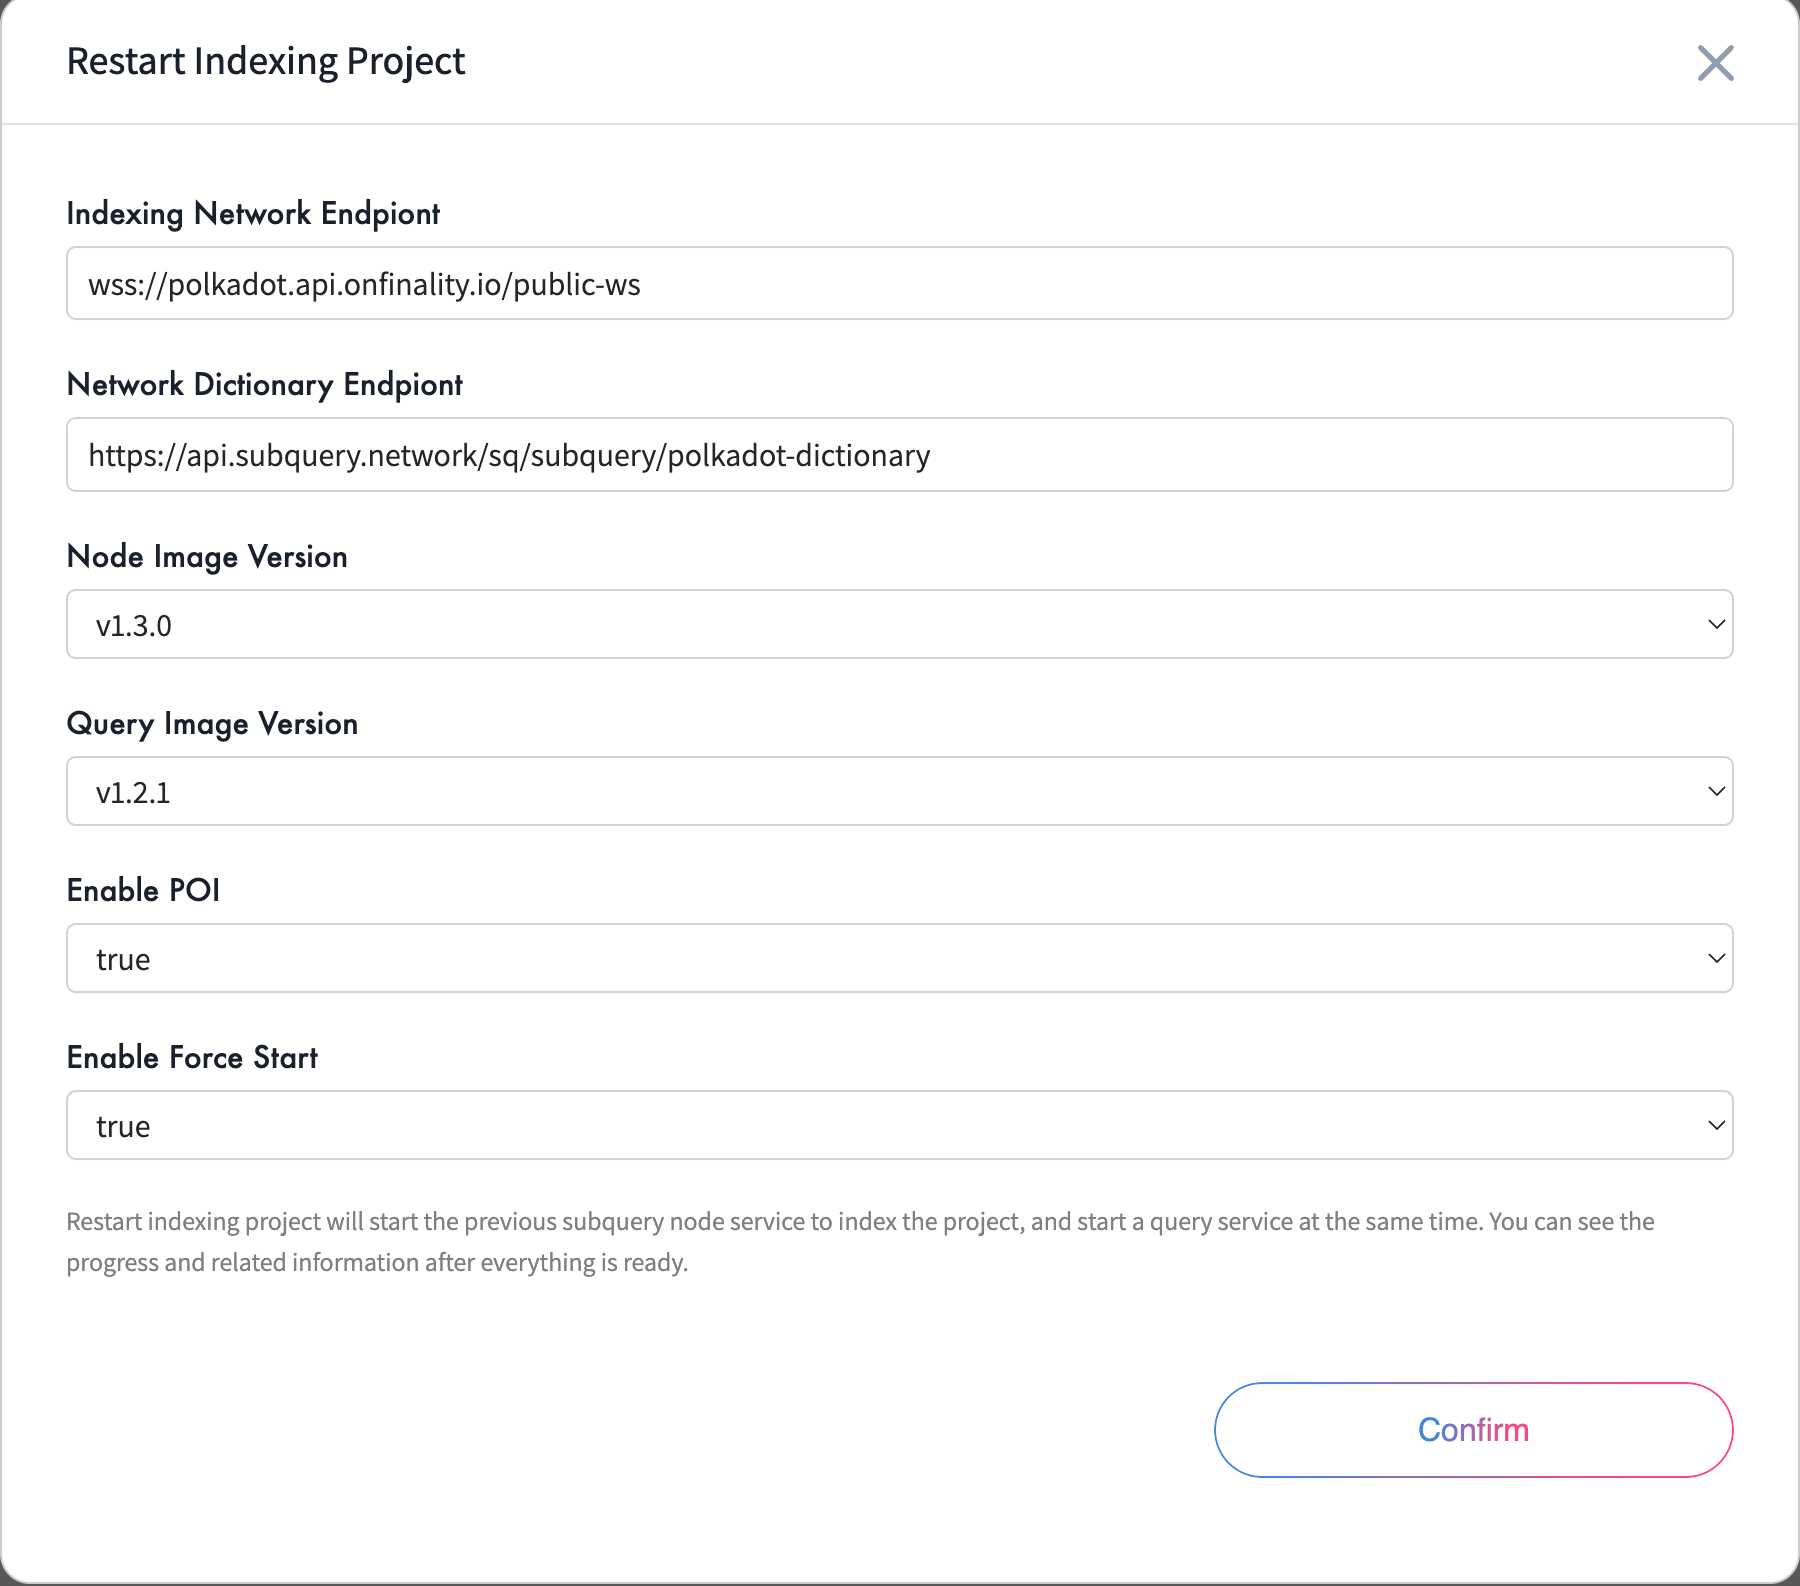 Restart Indexing Project
Indexing Network Endpiont
wss://polkadot.api.onfinality.io/public-ws
Network Dictionary Endpiont
https://api.subquery.network/sq/subquery/polkadot-dictionary
Node Image Version
v1.3.0
Query Image Version
v1.2.1
Enable POI
true
Enable Force Start
true
Restart indexing project will start the previous subquery node service to index the project, and start a query service at the same time. You can see the
progress and related information after everything is ready.
Confirm